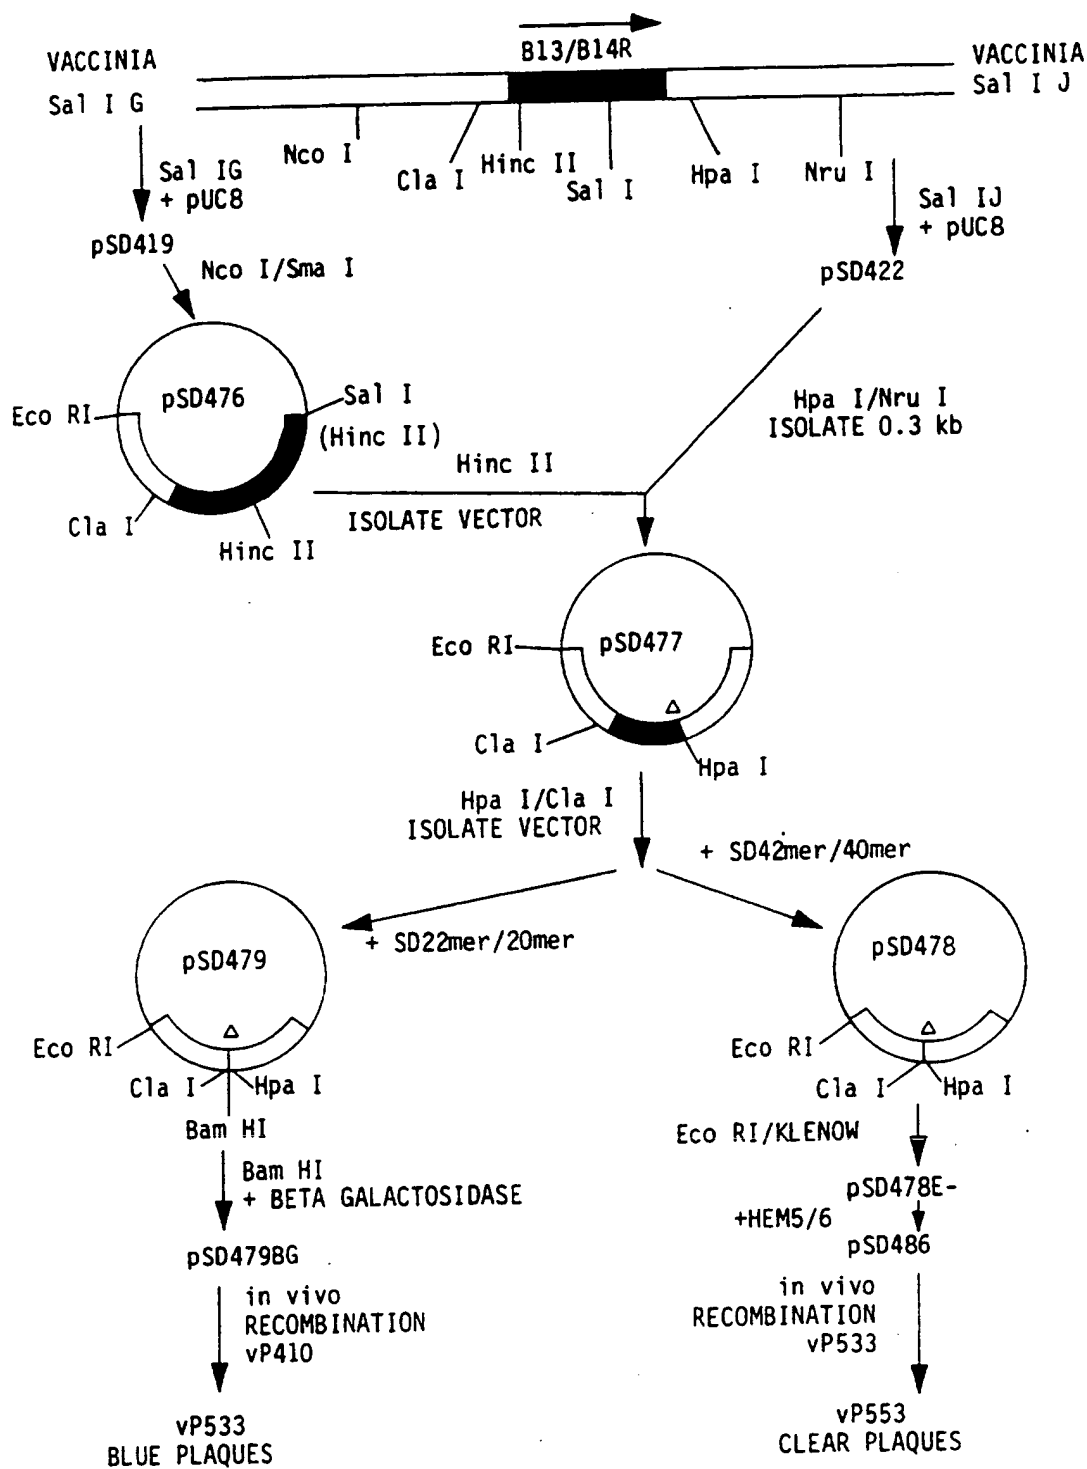 B13/B14R
VACCINIA
Sal I G
VACCINIA
Sal I J
Nco I
Cla I
Hinc II
Sal I
Hpa I
Nru I
Sal IG
+ pUC8
Sal IJ
+ pUC8
pSD419
pSD422
Nco I/Sma I
pSD476
Eco RI
Sal I
(Hinc II)
Cla I
Hinc II
Hinc II
ISOLATE VECTOR
Hpa I/Nru I
ISOLATE 0.3 kb
pSD477
Eco RI
Δ
Cla I
Hpa I
Hpa I/Cla I
ISOLATE VECTOR
+ SD22mer/20mer
+ SD42mer/40mer
pSD479
Eco RI
Δ
Cla I
Hpa I
Bam HI
Bam HI
+ BETA GALACTOSIDASE
pSD479BG
in vivo
RECOMBINATION
vP410
vP533
BLUE PLAQUES
pSD478
Eco RI
Δ
Cla I
Hpa I
Eco RI/KLENOW
pSD478E-
+HEM5/6
pSD486
in vivo
RECOMBINATION
vP533
vP553
CLEAR PLAQUES